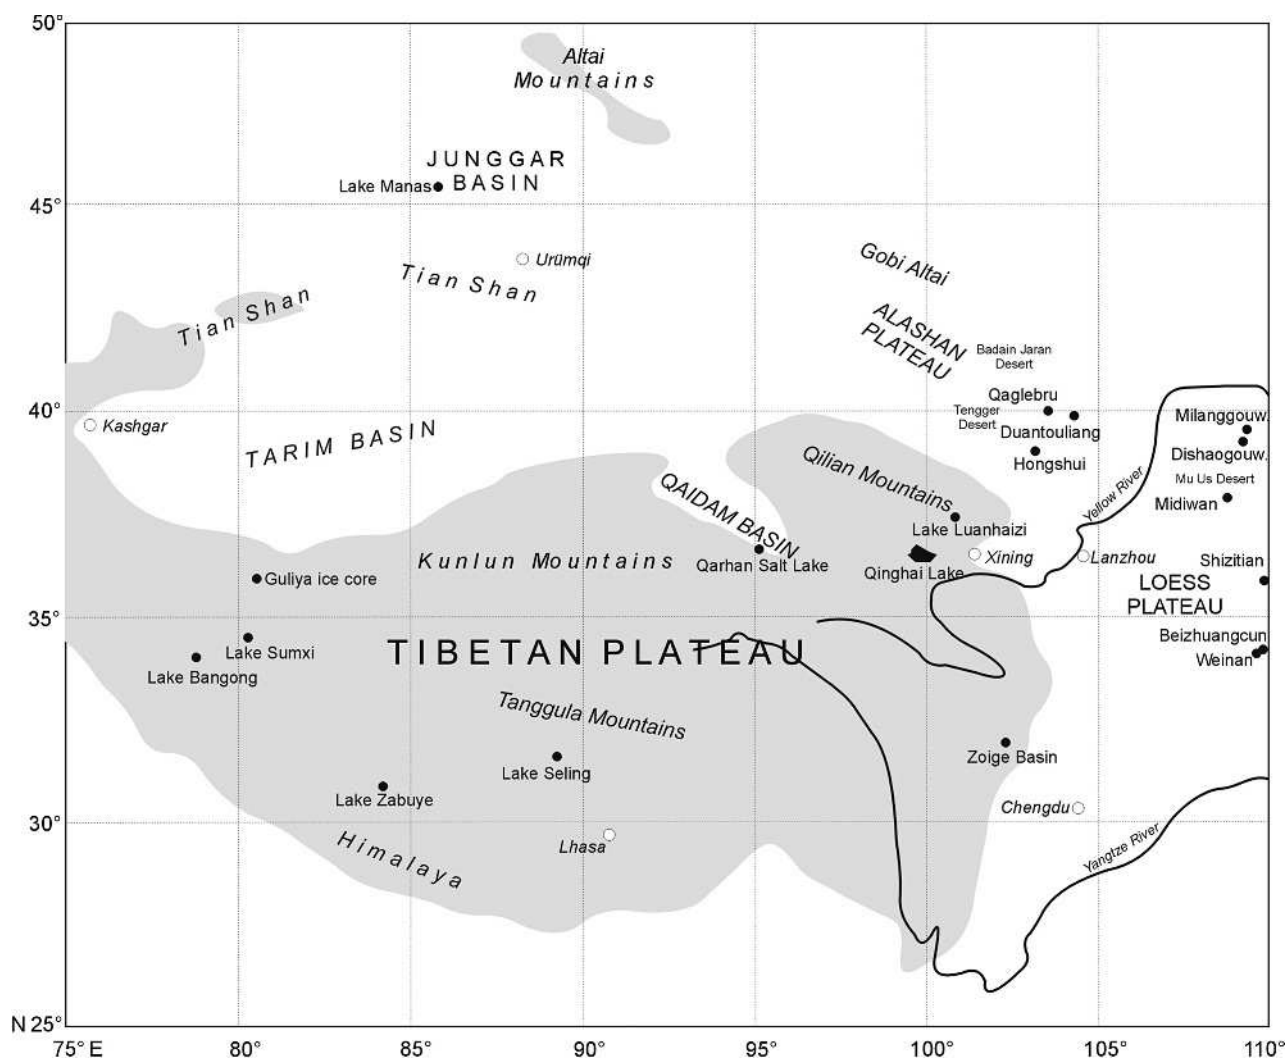 50°
Altai
Mountains
JUNGGAR
BASIN
Lake Manas
45°
Gobi Altai
Urümqi
Tian Shan
Tian Shan
ALASHAN
PLATEAU
Badain Jaran
Desert
Qaglebru
40°
Tengger
Desert
Milanggouw.
Kashgar
Duantouliang
TARIM BASIN
Dishaogouw.
Hongshui
Qilian Mountains
Mu Us Desert
Yellow River
Midiwan
QAIDAM BASIN
Lake Luanhaizi
Kunlun Mountains
Qarhan Salt Lake
Xining
Lanzhou
Shizitian
Qinghai Lake
Guliya ice core
LOESS
PLATEAU
35°
Beizhuangcun
Lake Sumxi
TIBETAN PLATEAU
Weinan
Lake Bangong
Tanggula Mountains
Zoige Basin
Lake Seling
Lake Zabuye
Chengdu
30°
Lhasa
Himalaya
Yangtze River
N 25°
75° E 80° 85° 90° 95° 100° 105° 110°